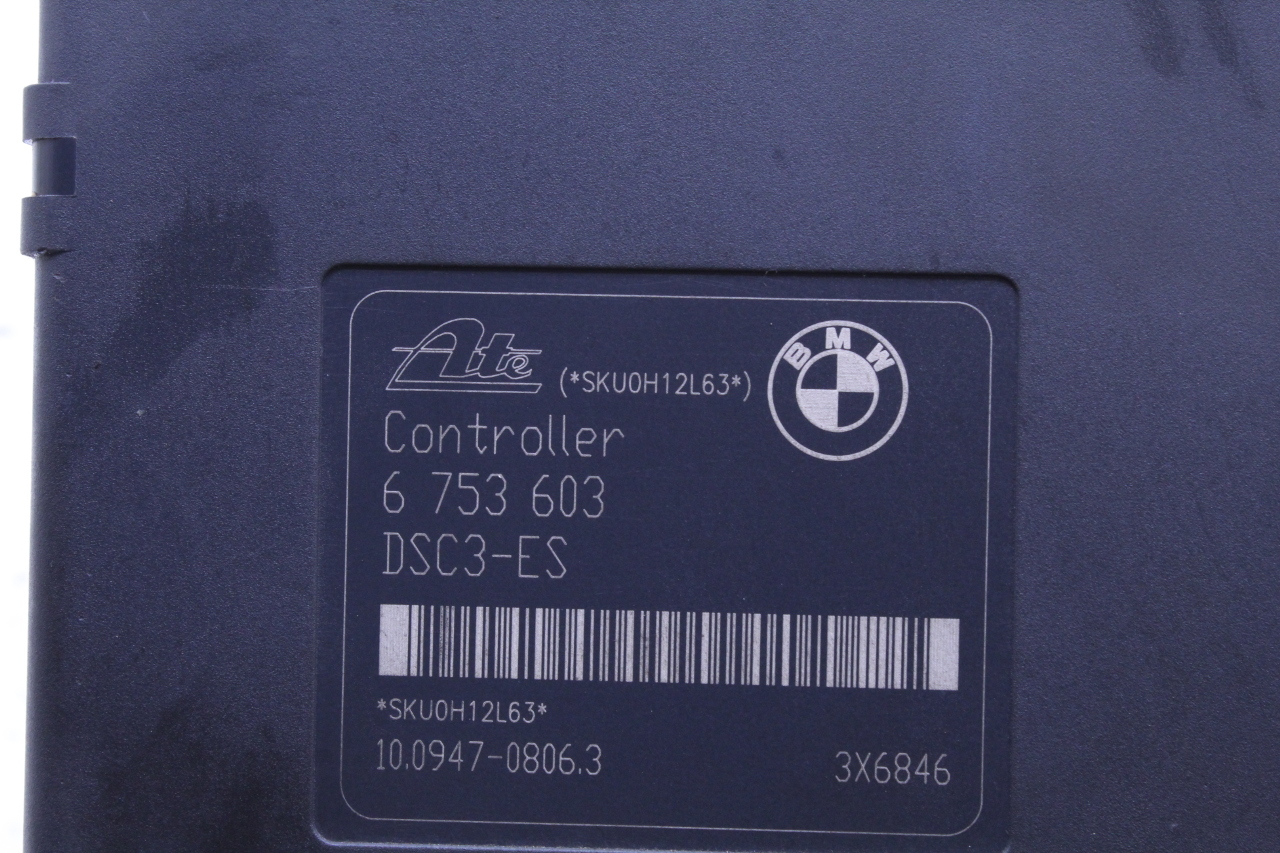 Ate (*SKU0H12L63*)
BMW
Controller
6 753 603
DSC3-ES
*SKU0H12L63*
10.0947-0806.3
3X6846